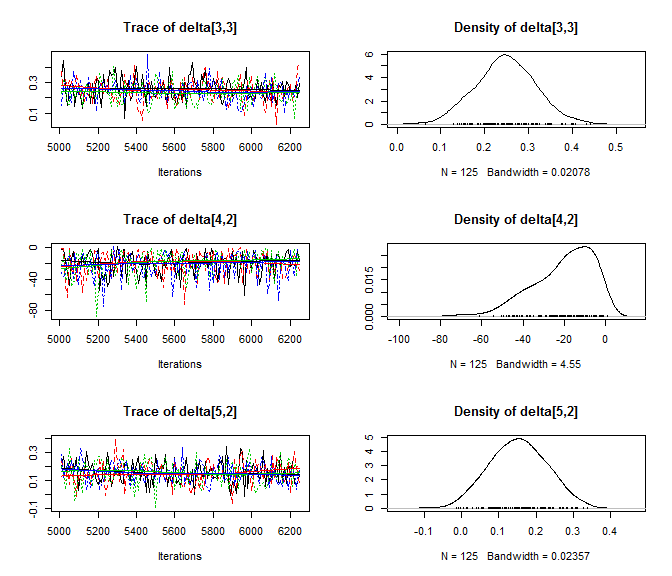 Trace of delta[3,3]
0.1 0.3
5000 5200 5400 5600 5800 6000 6200
Iterations
Density of delta[3,3]
0 2 4 6
0.0 0.1 0.2 0.3 0.4 0.5
N = 125 Bandwidth = 0.02078
Trace of delta[4,2]
-80 -40 0
5000 5200 5400 5600 5800 6000 6200
Iterations
Density of delta[4,2]
0.000 0.015
-100 -80 -60 -40 -20 0
N = 125 Bandwidth = 4.55
Trace of delta[5,2]
-0.1 0.1 0.3
5000 5200 5400 5600 5800 6000 6200
Iterations
Density of delta[5,2]
0 1 2 3 4 5
-0.1 0.0 0.1 0.2 0.3 0.4
N = 125 Bandwidth = 0.02357